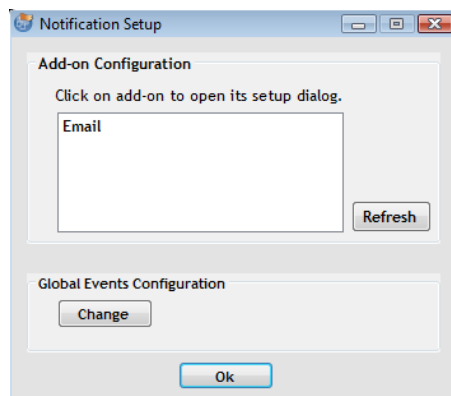 Notification Setup
Add-on Configuration
Click on add-on to open its setup dialog.
Email
Refresh
Global Events Configuration
Change
Ok